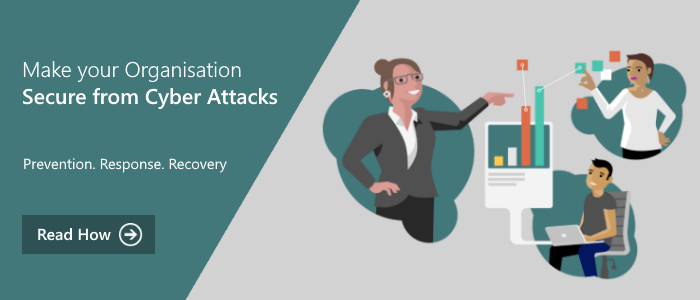 Make your Organisation
Secure from Cyber Attacks
Prevention. Response. Recovery
Read How